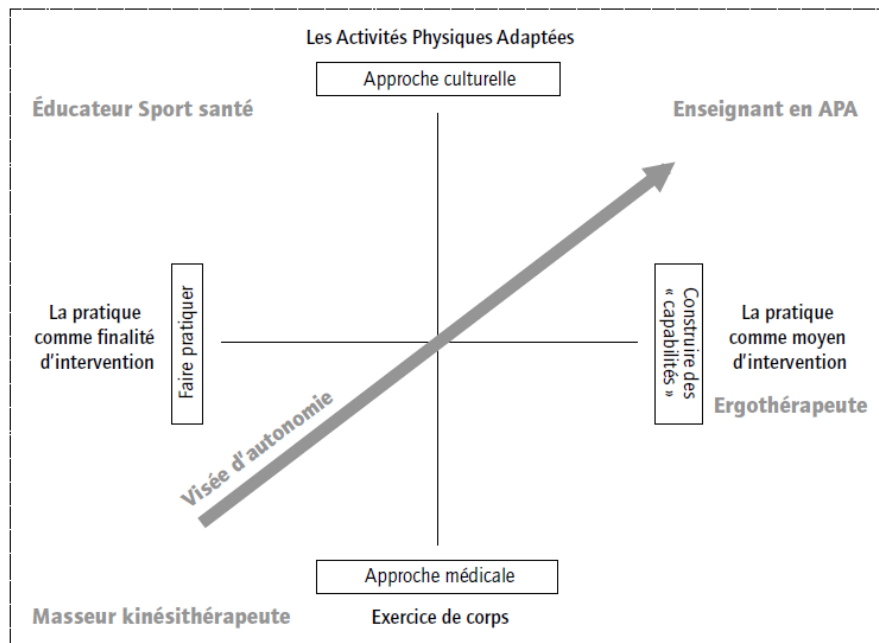 Les Activités Physiques Adaptées
Approche culturelle
Éducateur Sport santé
Enseignant en APA
La pratique
comme finalité
d'intervention
Faire pratiquer
Construire des
« capabilités »
La pratique
comme moyen
d'intervention
Ergothérapeute
Visée d'autonomie
Approche médicale
Masseur kinésithérapeute
Exercice de corps